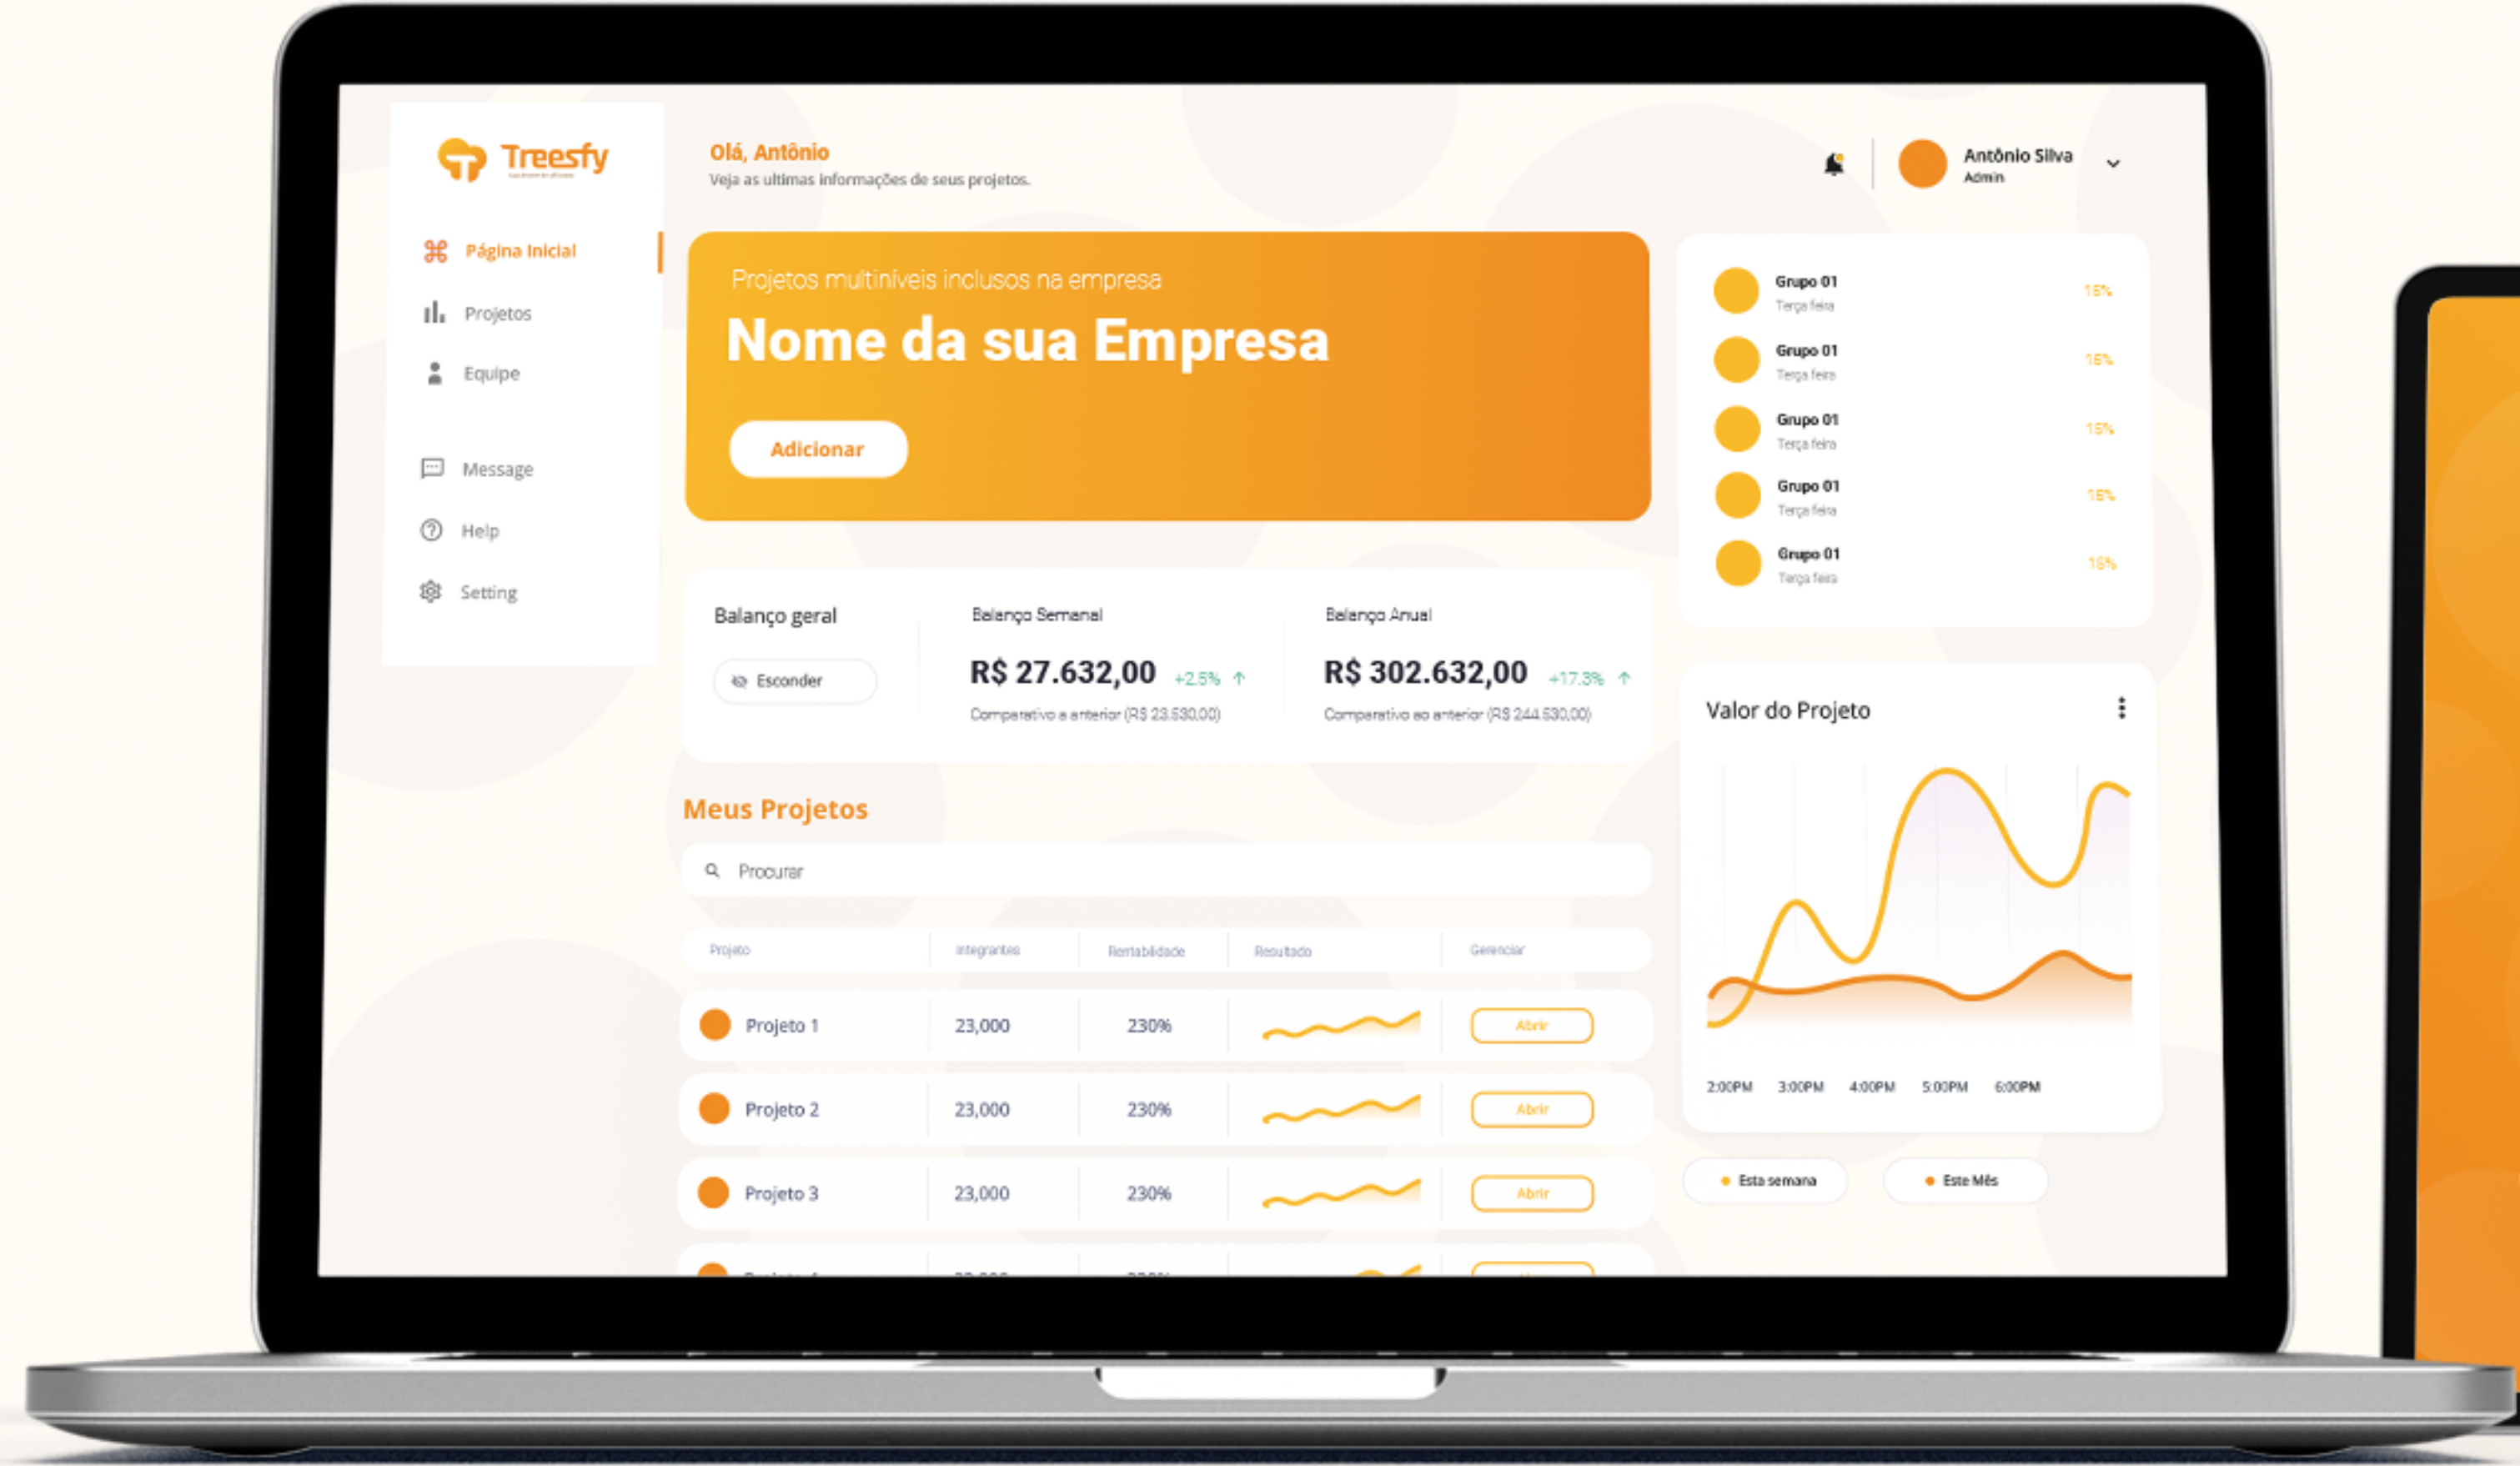 Treesfy
Página Inicial
Projetos
Equipe
Message
Help
Setting
Olá, Antônio
Veja as ultimas informações de seus projetos.
Antônio Silva
Admin
Projetos multiniveis inclusos na empresa
Nome da sua Empresa
Adicionar
Grupo 01
Terça feira
15%
Grupo 01
Terça feira
15%
Grupo 01
Terça feira
15%
Grupo 01
Terça feira
15%
Grupo 01
Terça feira
15%
Balanço geral
Esconder
Balanço Semanal
R$ 27.632,00 +2.5%
Comparativo a anterior (R$ 23.530,00)
Balanço Anual
R$ 302.632,00 +17.3%
Comparativo ao anterior (R$ 244.530,00)
Meus Projetos
Procurar
Projeto Integrantes Rentabilidade Resultado Gerenciar
Projeto 1 23,000 230% Abrir
Projeto 2 23,000 230% Abrir
Projeto 3 23,000 230% Abrir
Valor do Projeto
2:00PM 3:00PM 4:00PM 5:00PM 6:00PM
Esta semana
Este Mês